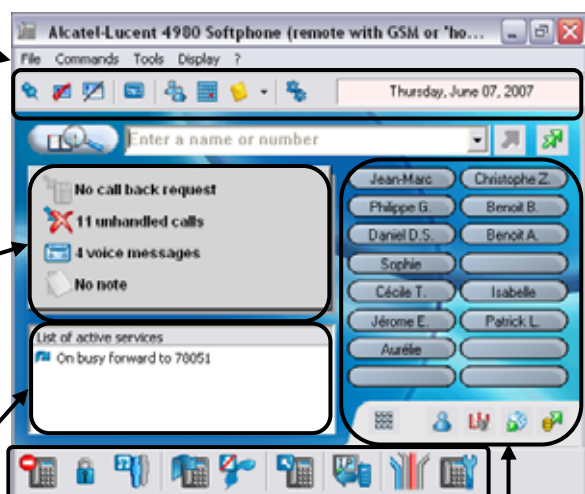 Alcatel-Lucent 4980 Softphone (remote with GSM or "ho...
File Commands Tools Display ?
Thursday, June 07, 2007
Enter a name or number
No call back request
11 unhandled calls
4 voice messages
No note
Jean-Marc Christophe Z.
Philippe G. Benoit B.
Daniel D.S. Benoit A.
Sophie
Cécile T. Isabelle
Jérome E. Patrick L.
Aurélie
List of active services
On busy forward to 78051